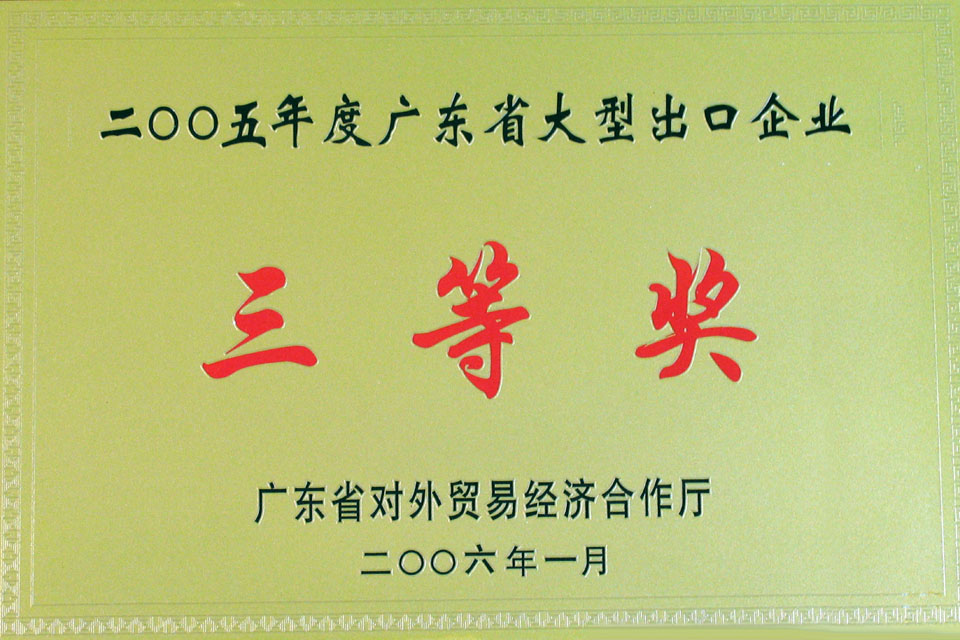 二〇〇五年度广东省大型出口企业
三等奖
广东省对外贸易经济合作厅
二〇〇六年一月